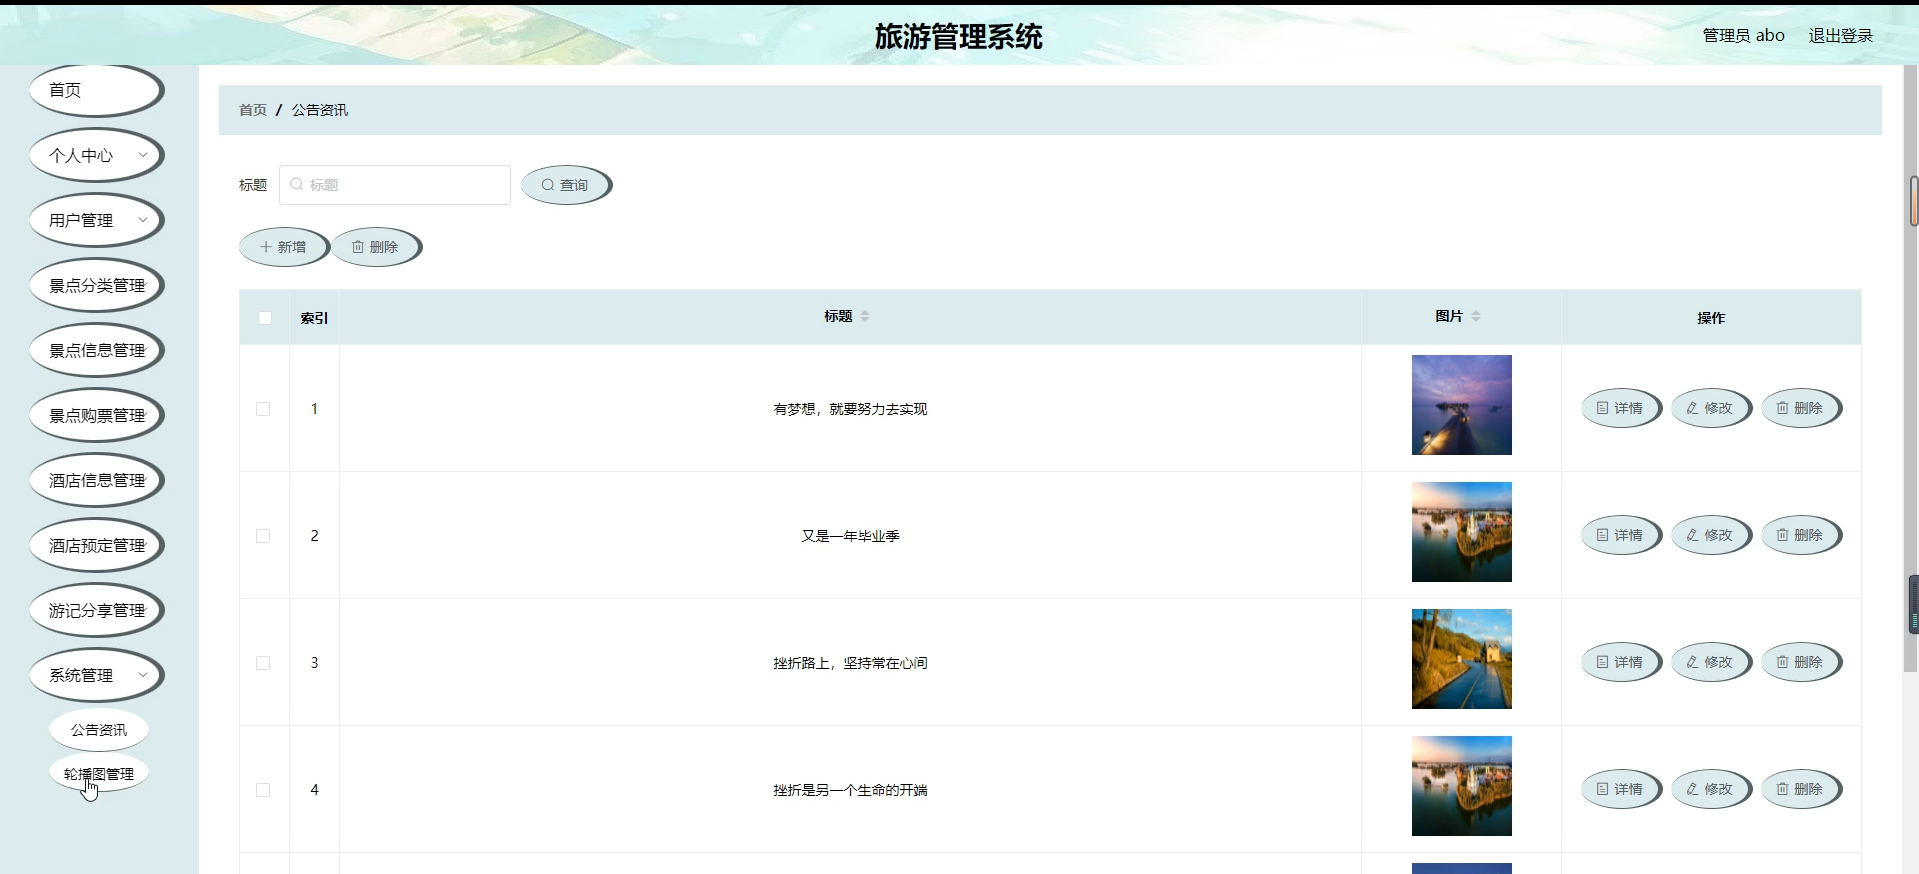 旅游管理系统
管理员 abo 退出登录
首页
个人中心
用户管理
景点分类管理
景点信息管理
景点购票管理
酒店信息管理
酒店预定管理
游记分享管理
系统管理
公告资讯
轮播图管理
首页 / 公告资讯
标题 标题 查询
新增 删除
索引 标题 图片 操作
1 有梦想，就要努力去实现 详情 修改 删除
2 又是一年毕业季 详情 修改 删除
3 挫折路上，坚持常在心间 详情 修改 删除
4 挫折是另一个生命的开端 详情 修改 删除